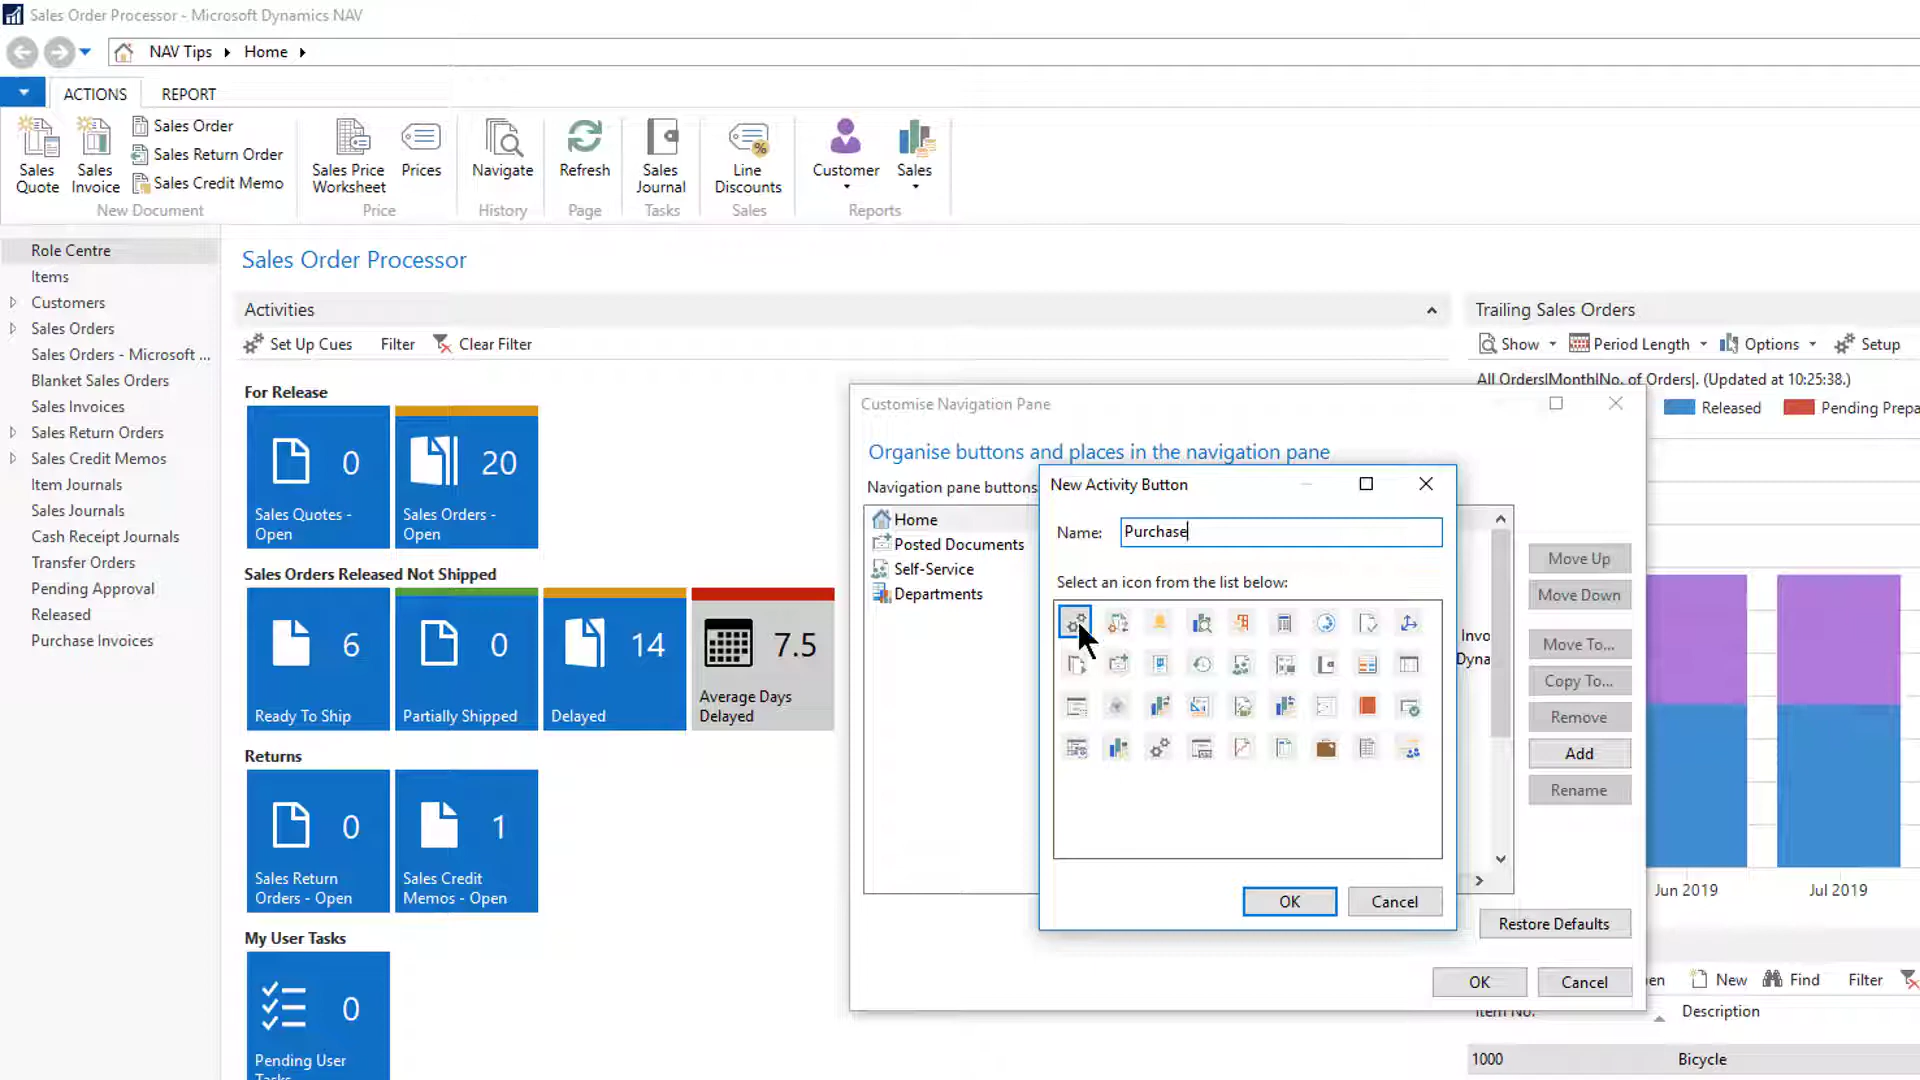 Sales Order Processor - Microsoft Dynamics NAV
NAV Tips
Home
ACTIONS
REPORT
Sales Quote
Sales Invoice
Sales Order
Sales Return Order
Sales Credit Memo
New Document
Sales Price Worksheet
Prices
Price
Navigate
History
Refresh
Page
Sales Journal
Tasks
Line Discounts
Sales
Customer
Sales
Reports
Role Centre
Items
Customers
Sales Orders
Sales Orders - Microsoft ...
Blanket Sales Orders
Sales Invoices
Sales Return Orders
Sales Credit Memos
Item Journals
Sales Journals
Cash Receipt Journals
Transfer Orders
Pending Approval
Released
Purchase Invoices
Sales Order Processor
Activities
Set Up Cues
Filter
Clear Filter
For Release
0
Sales Quotes -
Open
20
Sales Orders -
Open
Sales Orders Released Not Shipped
6
Ready To Ship
0
Partially Shipped
14
Delayed
7.5
Average Days
Delayed
Returns
0
Sales Return
Orders - Open
1
Sales Credit
Memos - Open
My User Tasks
0
Pending User
Tasks
Trailing Sales Orders
Show
Period Length
Options
Setup
All Orders|Month|No. of Orders|. (Updated at 10:25:38.)
Released
Pending Prepa
Jun 2019
Jul 2019
Customise Navigation Pane
Organise buttons and places in the navigation pane
Navigation pane buttons
Home
Posted Documents
Self-Service
Departments
Invo
Dyna
Move Up
Move Down
Move To...
Copy To...
Remove
Add
Rename
Restore Defaults
OK
Cancel
New Activity Button
Name:
Purchase
Select an icon from the list below:
OK
Cancel
en
New
Find
Filter
Item No.
Description
1000
Bicycle